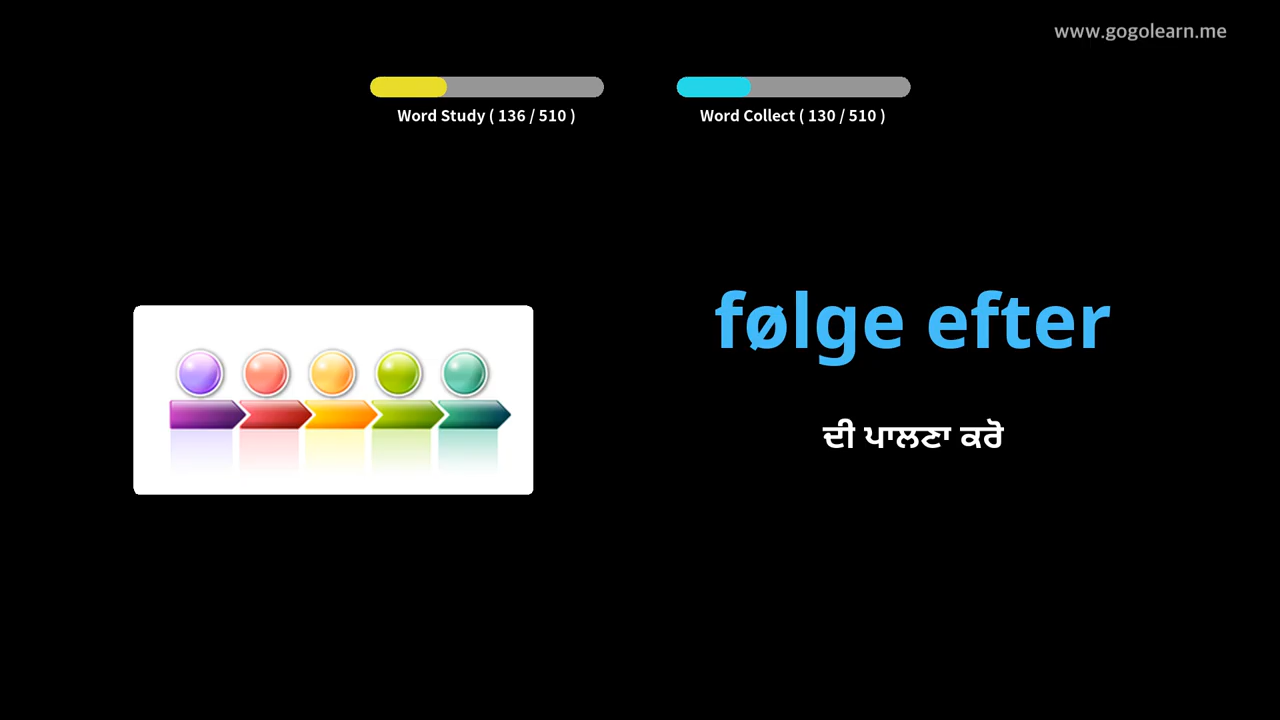 www.gogolearn.me
Word Study ( 136 / 510 )
Word Collect ( 130 / 510 )
følge efter
ਦੀ ਪਾਲਣਾ ਕਰੋ